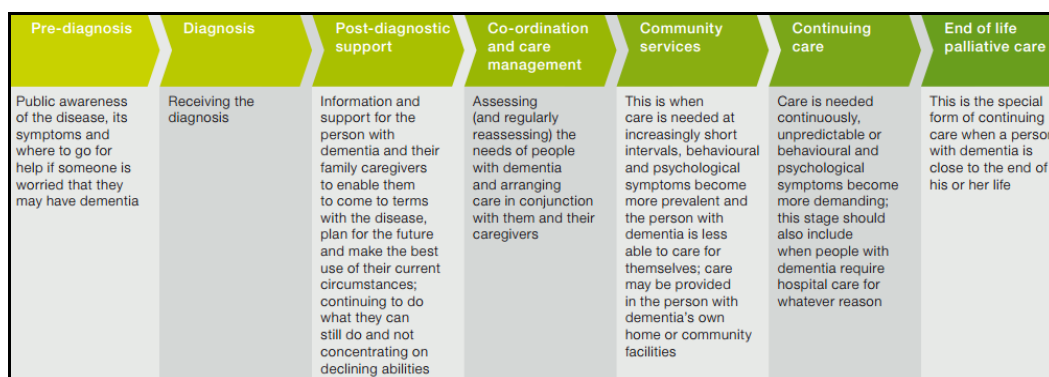 Pre-diagnosis
Public awareness
of the disease, its
symptoms and
where to go for
help if someone is
worried that they
may have dementia
Diagnosis
Receiving the
diagnosis
Post-diagnostic
support
Information and
support for the
person with
dementia and their
family caregivers
to enable them
to come to terms
with the disease,
plan for the future
and make the best
use of their current
circumstances;
continuing to do
what they can
still do and not
concentrating on
declining abilities
Co-ordination
and care
management
Assessing
(and regularly
reassessing) the
needs of people
with dementia
and arranging
care in conjunction
with them and their
caregivers
Community
services
This is when
care is needed at
increasingly short
intervals, behavioural
and psychological
symptoms become
more prevalent and
the person with
dementia is less
able to care for
themselves; care
may be provided
in the person with
dementia's own
home or community
facilities
Continuing
care
Care is needed
continuously,
unpredictable or
behavioural and
psychological
symptoms become
more demanding;
this stage should
also include
when people with
dementia require
hospital care for
whatever reason
End of life
palliative care
This is the special
form of continuing
care when a person
with dementia is
close to the end of
his or her life